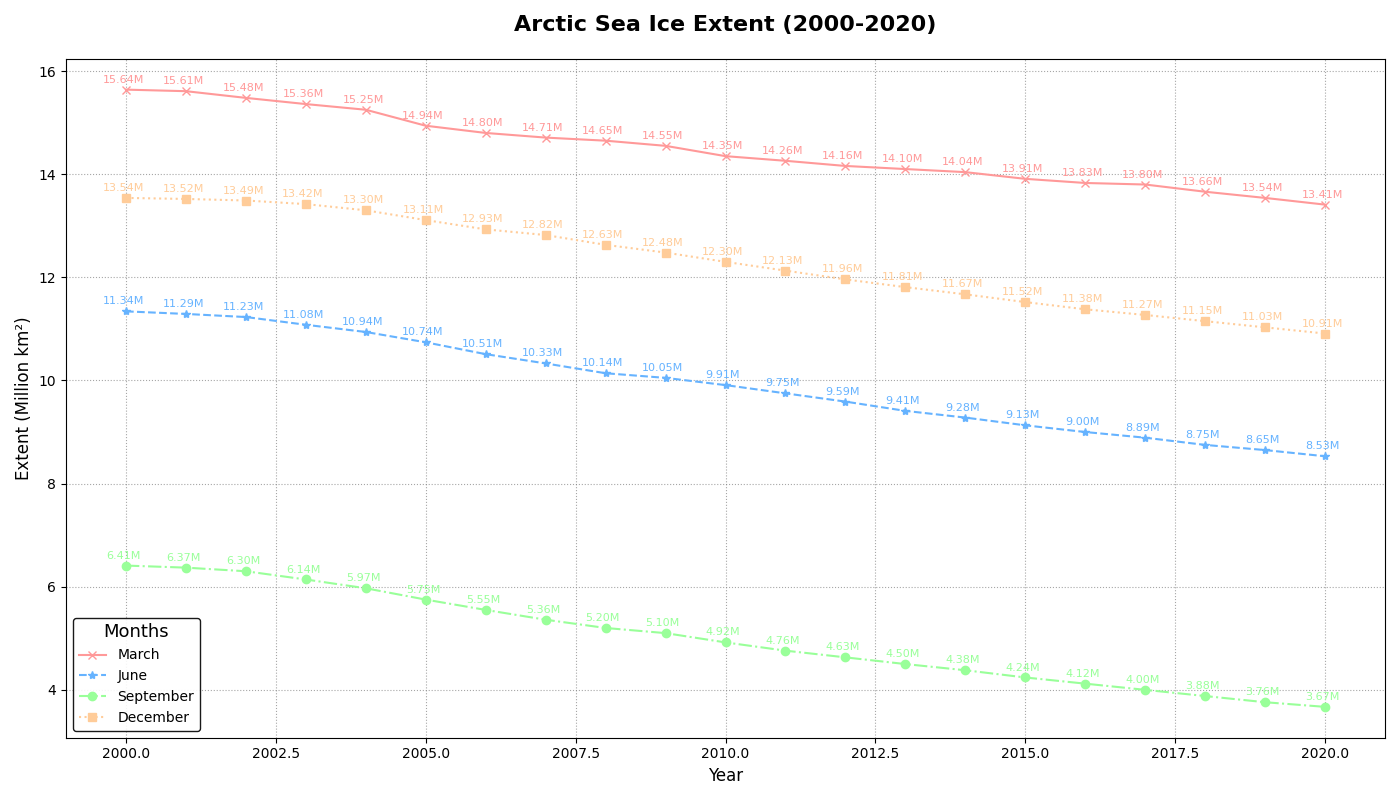 Arctic Sea Ice Extent (2000-2020)
16
15.64M 15.61M 15.48M 15.36M 15.25M 14.94M 14.80M 14.71M 14.65M 14.55M 14.35M 14.26M 14.16M 14.10M 14.04M 13.91M 13.83M 13.80M 13.66M 13.54M 13.41M
14
13.54M 13.52M 13.49M 13.42M 13.30M 13.11M 12.93M 12.82M 12.63M 12.48M 12.30M 12.13M 11.96M 11.81M 11.67M 11.52M 11.38M 11.27M 11.15M 11.03M 10.91M
12
11.34M 11.29M 11.23M 11.08M 10.94M 10.74M 10.51M 10.33M 10.14M 10.05M 9.91M 9.75M 9.59M 9.41M 9.28M 9.13M 9.00M 8.89M 8.75M 8.65M 8.53M
10
8
6.41M 6.37M 6.30M 6.14M 5.97M 5.75M 5.55M 5.36M 5.20M 5.10M 4.92M 4.76M 4.63M 4.50M 4.38M 4.24M 4.12M 4.00M 3.88M 3.76M 3.67M
6
4
Extent (Million km²)
Months
March
June
September
December
2000.0 2002.5 2005.0 2007.5 2010.0 2012.5 2015.0 2017.5 2020.0
Year